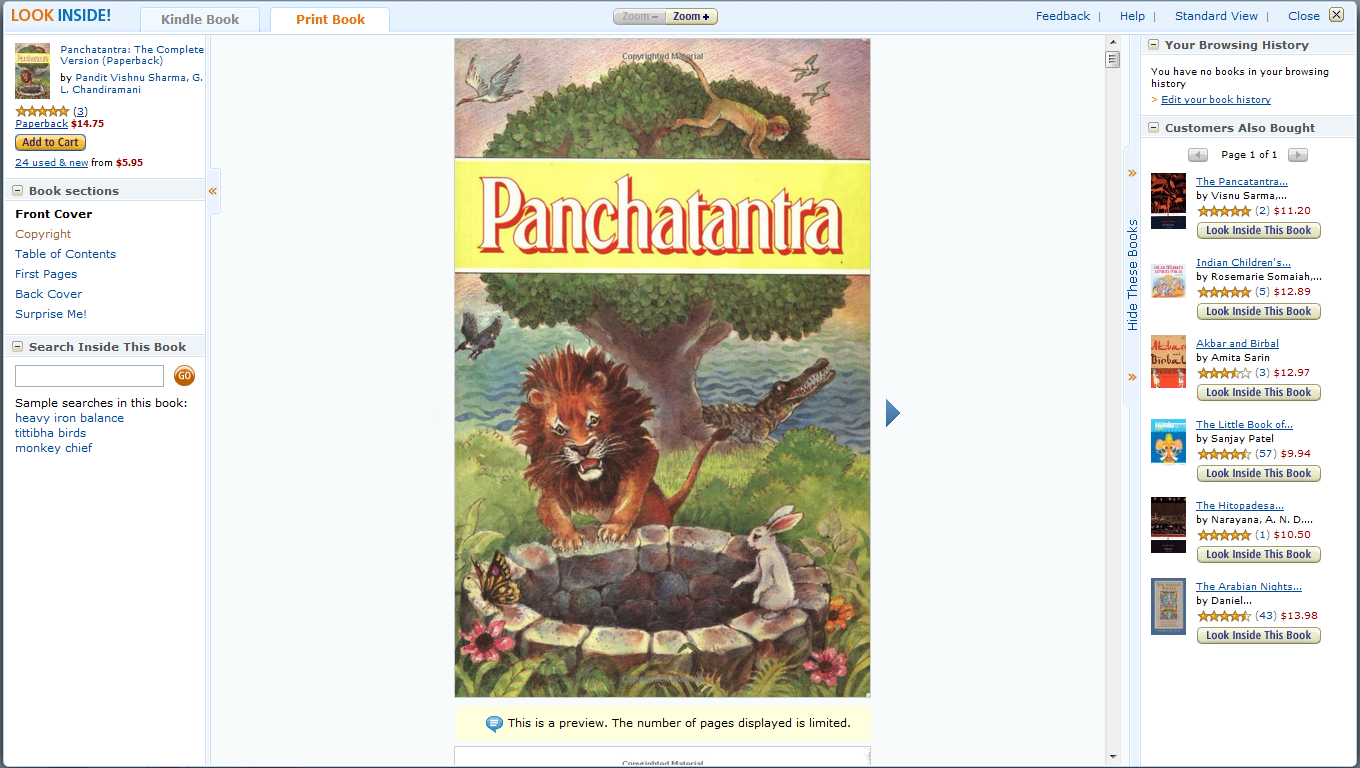 LOOK INSIDE!
Kindle Book
Print Book
Zoom −
Zoom +
Feedback |
Help |
Standard View |
Close
Panchatantra: The Complete
Version (Paperback)
by Pandit Vishnu Sharma, G.
L. Chandiramani
(3)
Paperback $14.75
Add to Cart
24 used & new from $5.95
Book sections
Front Cover
Copyright
Table of Contents
First Pages
Back Cover
Surprise Me!
Search Inside This Book
GO
Sample searches in this book:
heavy iron balance
tittibha birds
monkey chief
«
Copyrighted Material
Panchatantra
Copyrighted Material
This is a preview. The number of pages displayed is limited.
Copyrighted Material
»
Hide These Books
»
Your Browsing History
You have no books in your browsing
history
> Edit your book history
Customers Also Bought
Page 1 of 1
The Pancatantra...
by Visnu Sarma,...
(2) $11.20
Look Inside This Book
Indian Children's...
by Rosemarie Somaiah,...
(5) $12.89
Look Inside This Book
Akbar
and
Birbal
Akbar and Birbal
by Amita Sarin
(3) $12.97
Look Inside This Book
The Little Book of...
by Sanjay Patel
(57) $9.94
Look Inside This Book
The Hitopadesa...
by Narayana, A. N. D....
(1) $10.50
Look Inside This Book
The Arabian Nights...
by Daniel...
(43) $13.98
Look Inside This Book